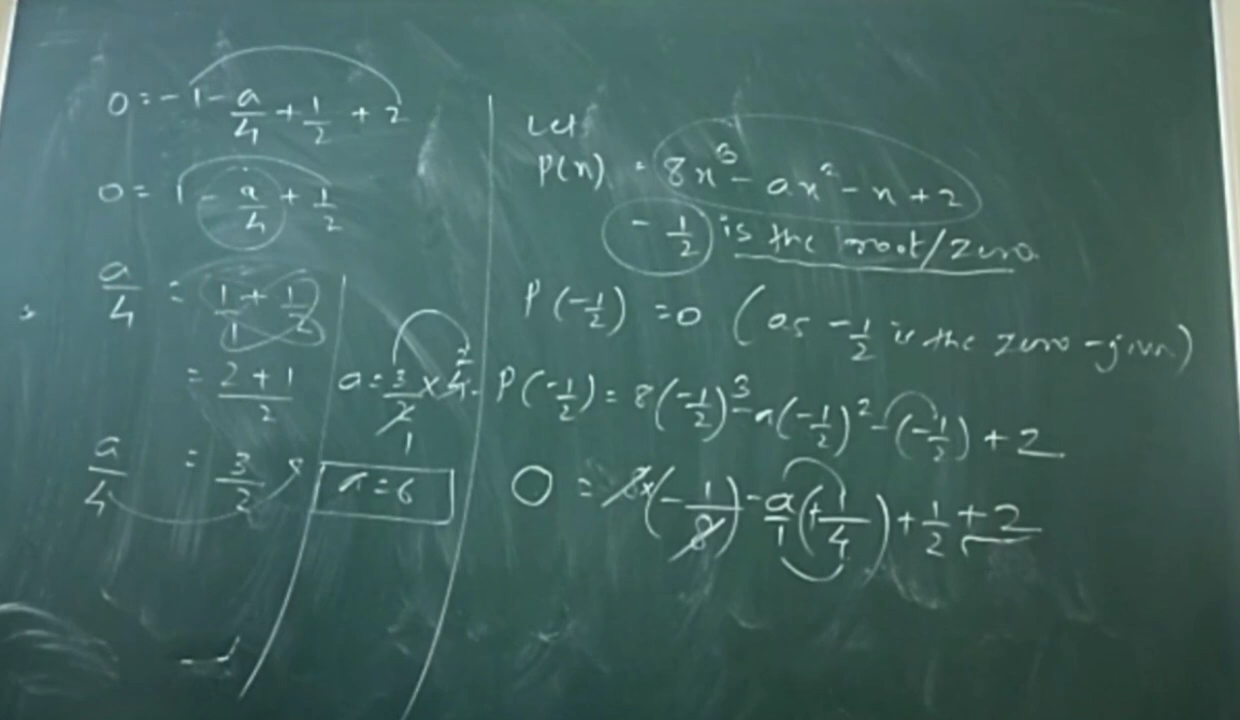 Let
P(x) = 8x³ - ax² - x + 2
- 1/2 is the root/zero
P(-1/2) = 0 (as -1/2 is the zero - given)
P(-1/2) = 8(-1/2)³ - a(-1/2)² - (-1/2) + 2
0 = 8×(-1/8) - a/1(+1/4) + 1/2 + 2
0 = -1 - a/4 + 1/2 + 2
0 = 1 - a/4 + 1/2
a/4 = 1/1 + 1/2
= 2+1/2
a/4 = 3/2
a = 3/2 × 4
2
1
a = 6